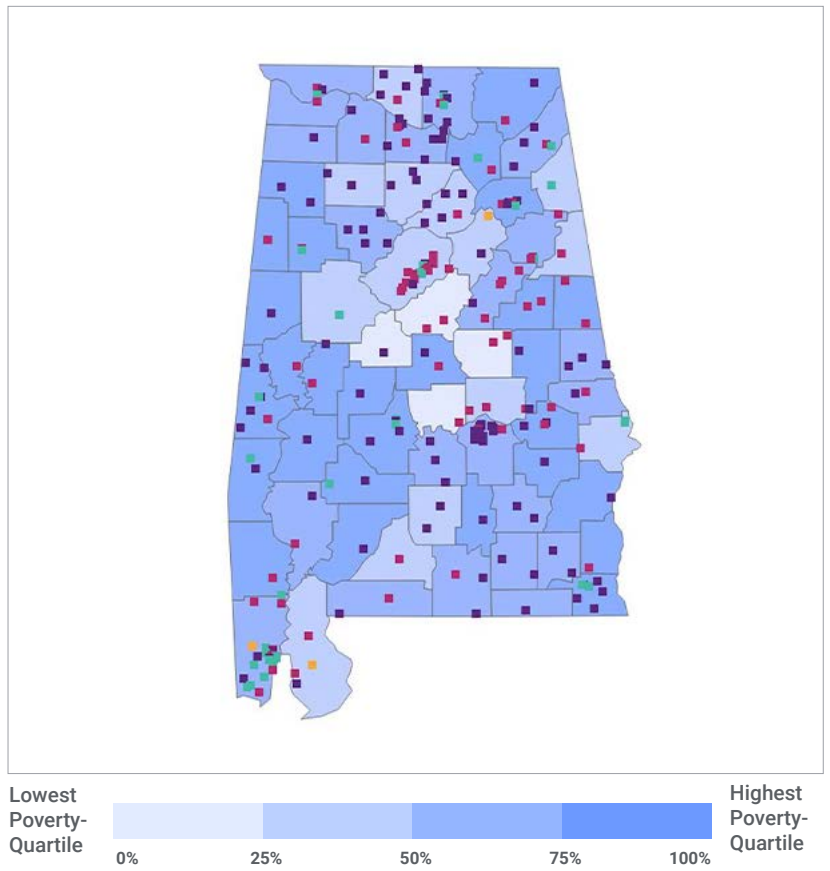 Lowest
Poverty-
Quartile
0%
25%
50%
75%
100%
Highest
Poverty-
Quartile